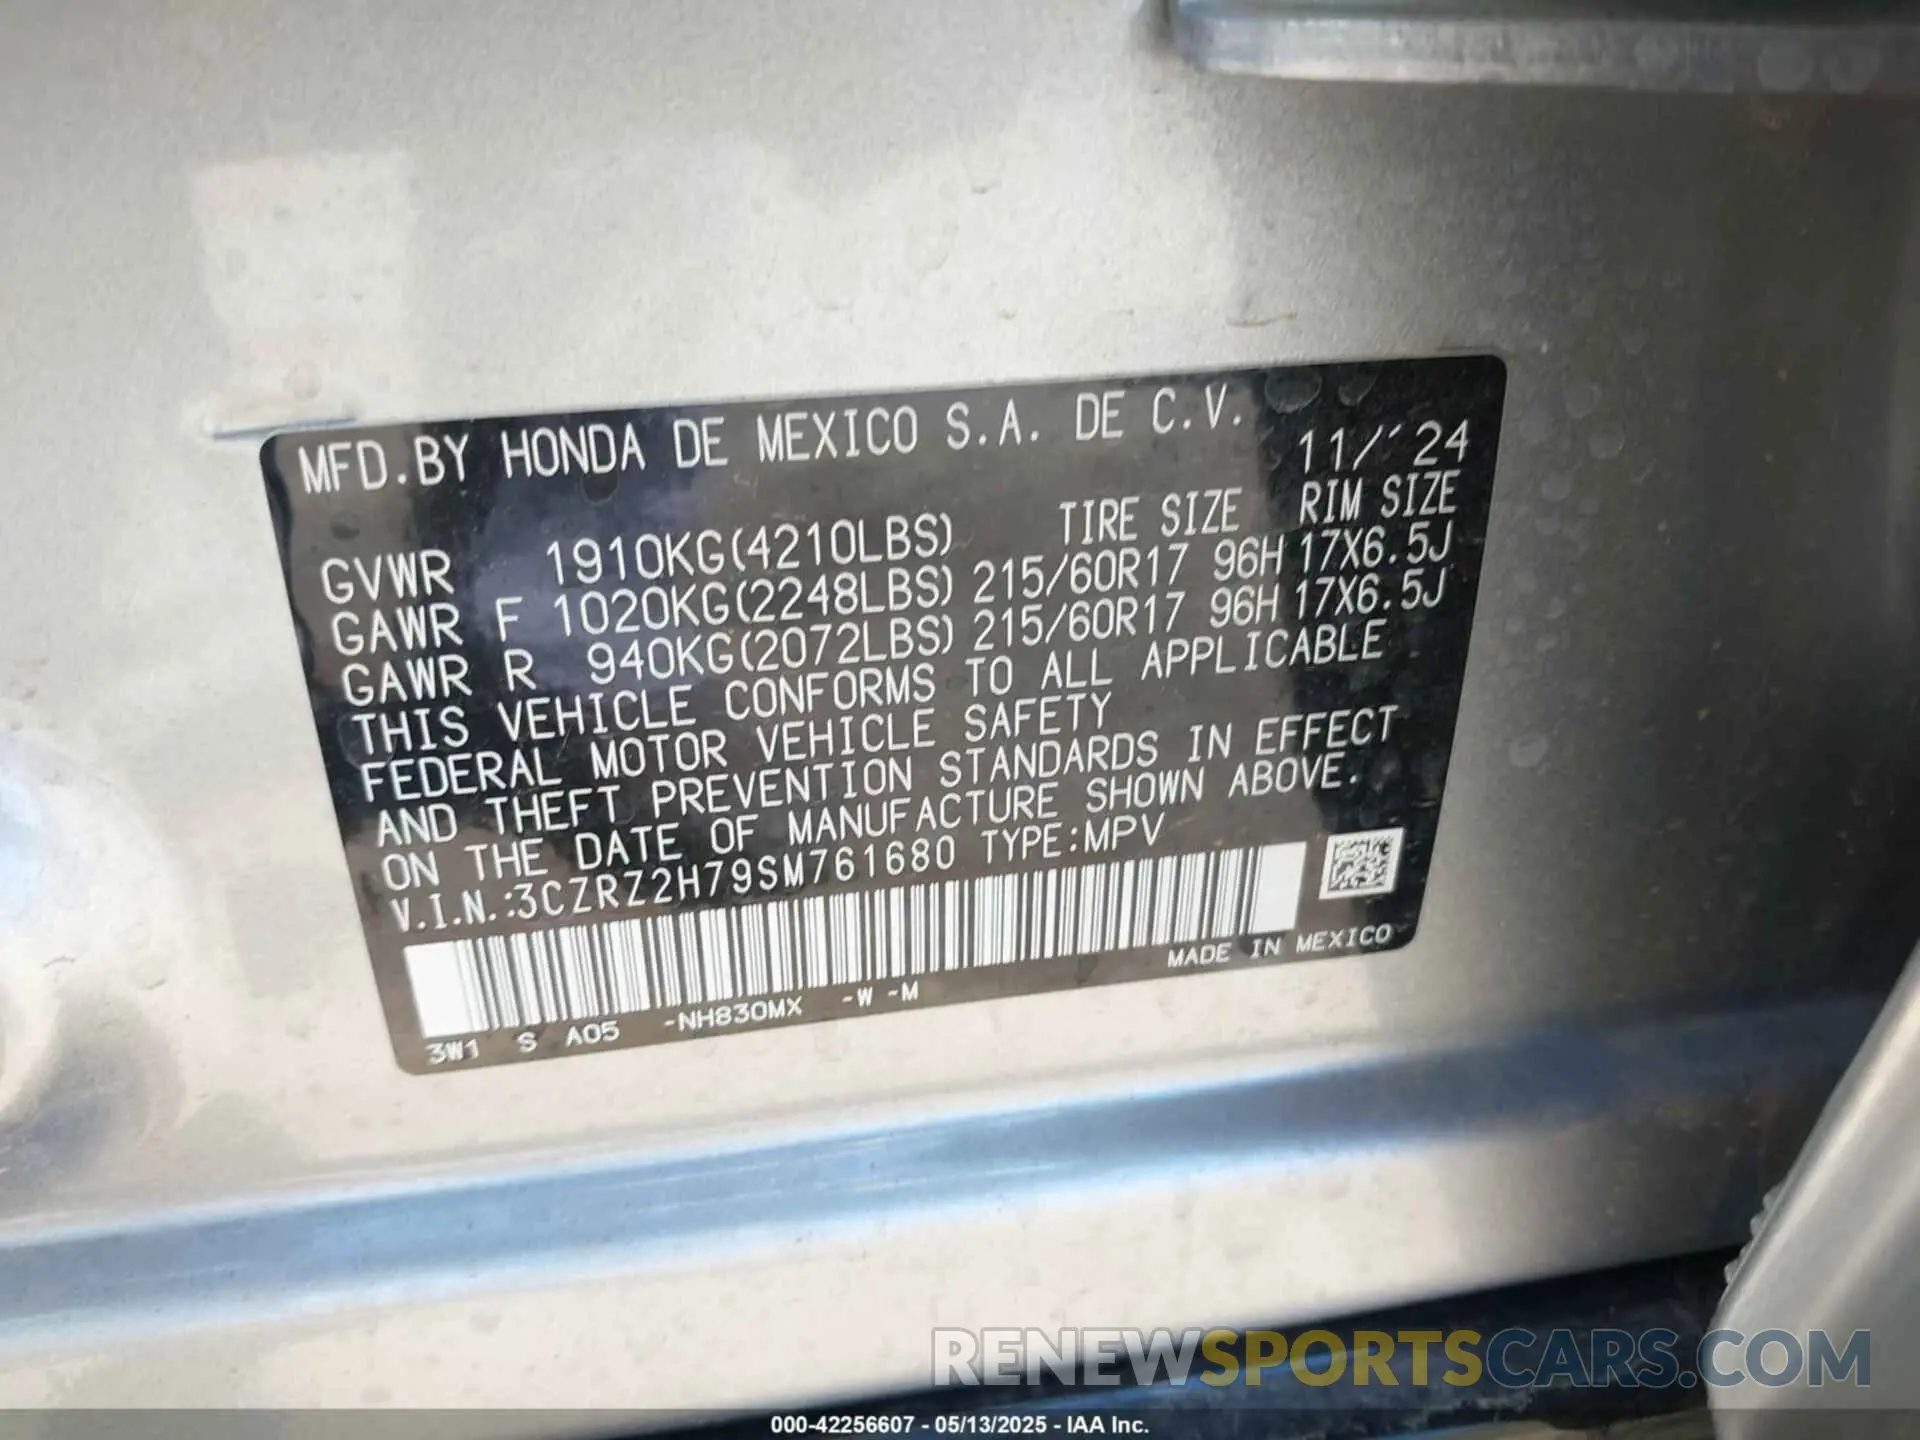 MFD.BY HONDA DE MEXICO S.A. DE C.V. 11/'24
TIRE SIZE RIM SIZE
GVWR 1910KG(4210LBS)
GAWR F 1020KG(2248LBS) 215/60R17 96H 17X6.5J
GAWR R 940KG(2072LBS) 215/60R17 96H 17X6.5J
THIS VEHICLE CONFORMS TO ALL APPLICABLE
FEDERAL MOTOR VEHICLE SAFETY
AND THEFT PREVENTION STANDARDS IN EFFECT
ON THE DATE OF MANUFACTURE SHOWN ABOVE.
V.I.N.:3CZRZ2H79SM761680 TYPE:MPV
MADE IN MEXICO
3W1 S A05 -NH830MX -W -M
RENEWSPORTSCARS.COM
000-42256607 - 05/13/2025 - IAA Inc.